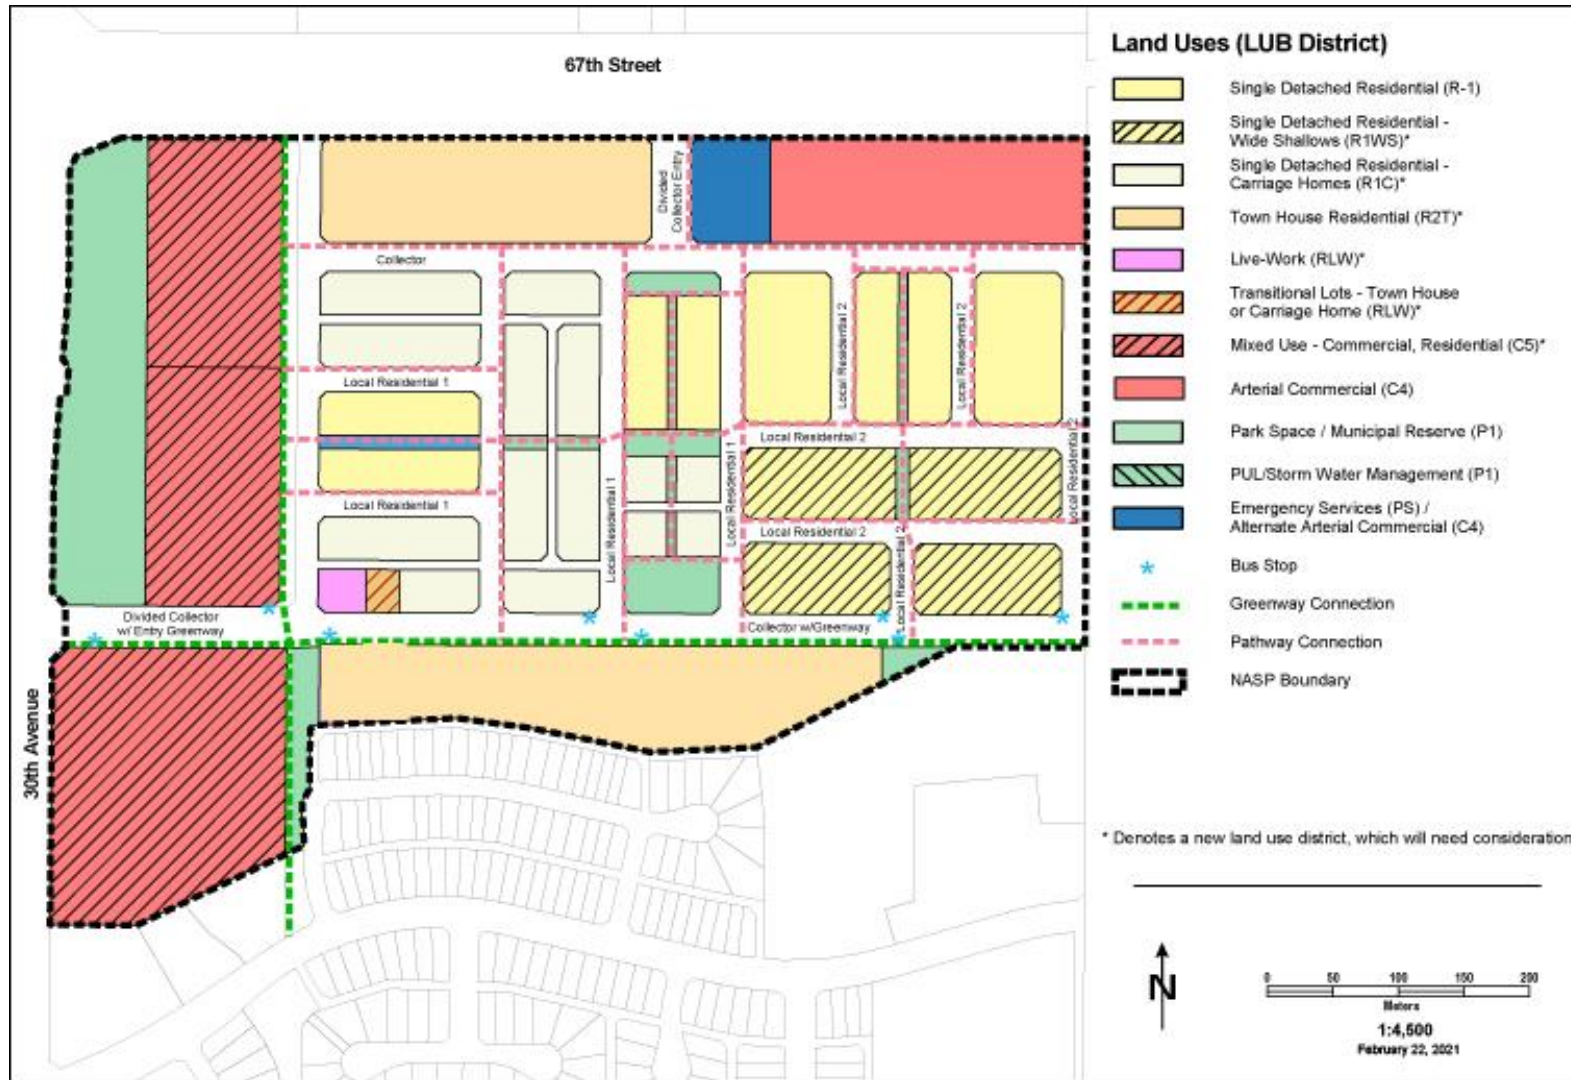 67th Street
Land Uses (LUB District)
Single Detached Residential (R-1)
Single Detached Residential -
Wide Shallows (R1WS)*
Single Detached Residential -
Carriage Homes (R1C)*
Town House Residential (R2T)*
Live-Work (RLW)*
Transitional Lots - Town House
or Carriage Home (RLW)*
Mixed Use - Commercial, Residential (C5)*
Arterial Commercial (C4)
Park Space / Municipal Reserve (P1)
PUL/Storm Water Management (P1)
Emergency Services (PS) /
Alternate Arterial Commercial (C4)
Bus Stop
Greenway Connection
Pathway Connection
NASP Boundary
Divided
Collector Entry
Collector
Local Residential 1
Local Residential 1
Local Residential 1
Local Residential 1
Local Residential 2
Local Residential 2
Local Residential 2
Local Residential 2
Local Residential 2
Local Residential 2
Divided Collector
w/ Entry Greenway
Collector w/Greenway
30th Avenue
* Denotes a new land use district, which will need consideration
N
0 50 100 150 200
Meters
1:4,500
February 22, 2021